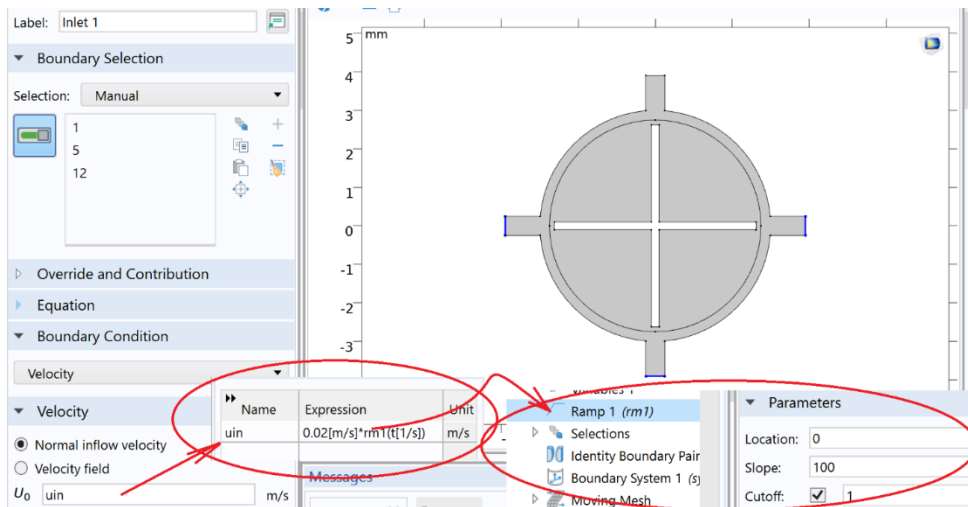 Label: Inlet 1
Boundary Selection
Selection: Manual
1
5
12
Override and Contribution
Equation
Boundary Condition
Velocity
Velocity
Normal inflow velocity
Velocity field
U₀ uin m/s
mm
5
4
3
2
1
0
-1
-2
-3
Name Expression Unit
uin 0.02[m/s]*rm1(t[1/s]) m/s
Messages
Variables 1
Ramp 1 (rm1)
Selections
Identity Boundary Pair
Boundary System 1 (sy
Moving Mesh
Parameters
Location: 0
Slope: 100
Cutoff: 1